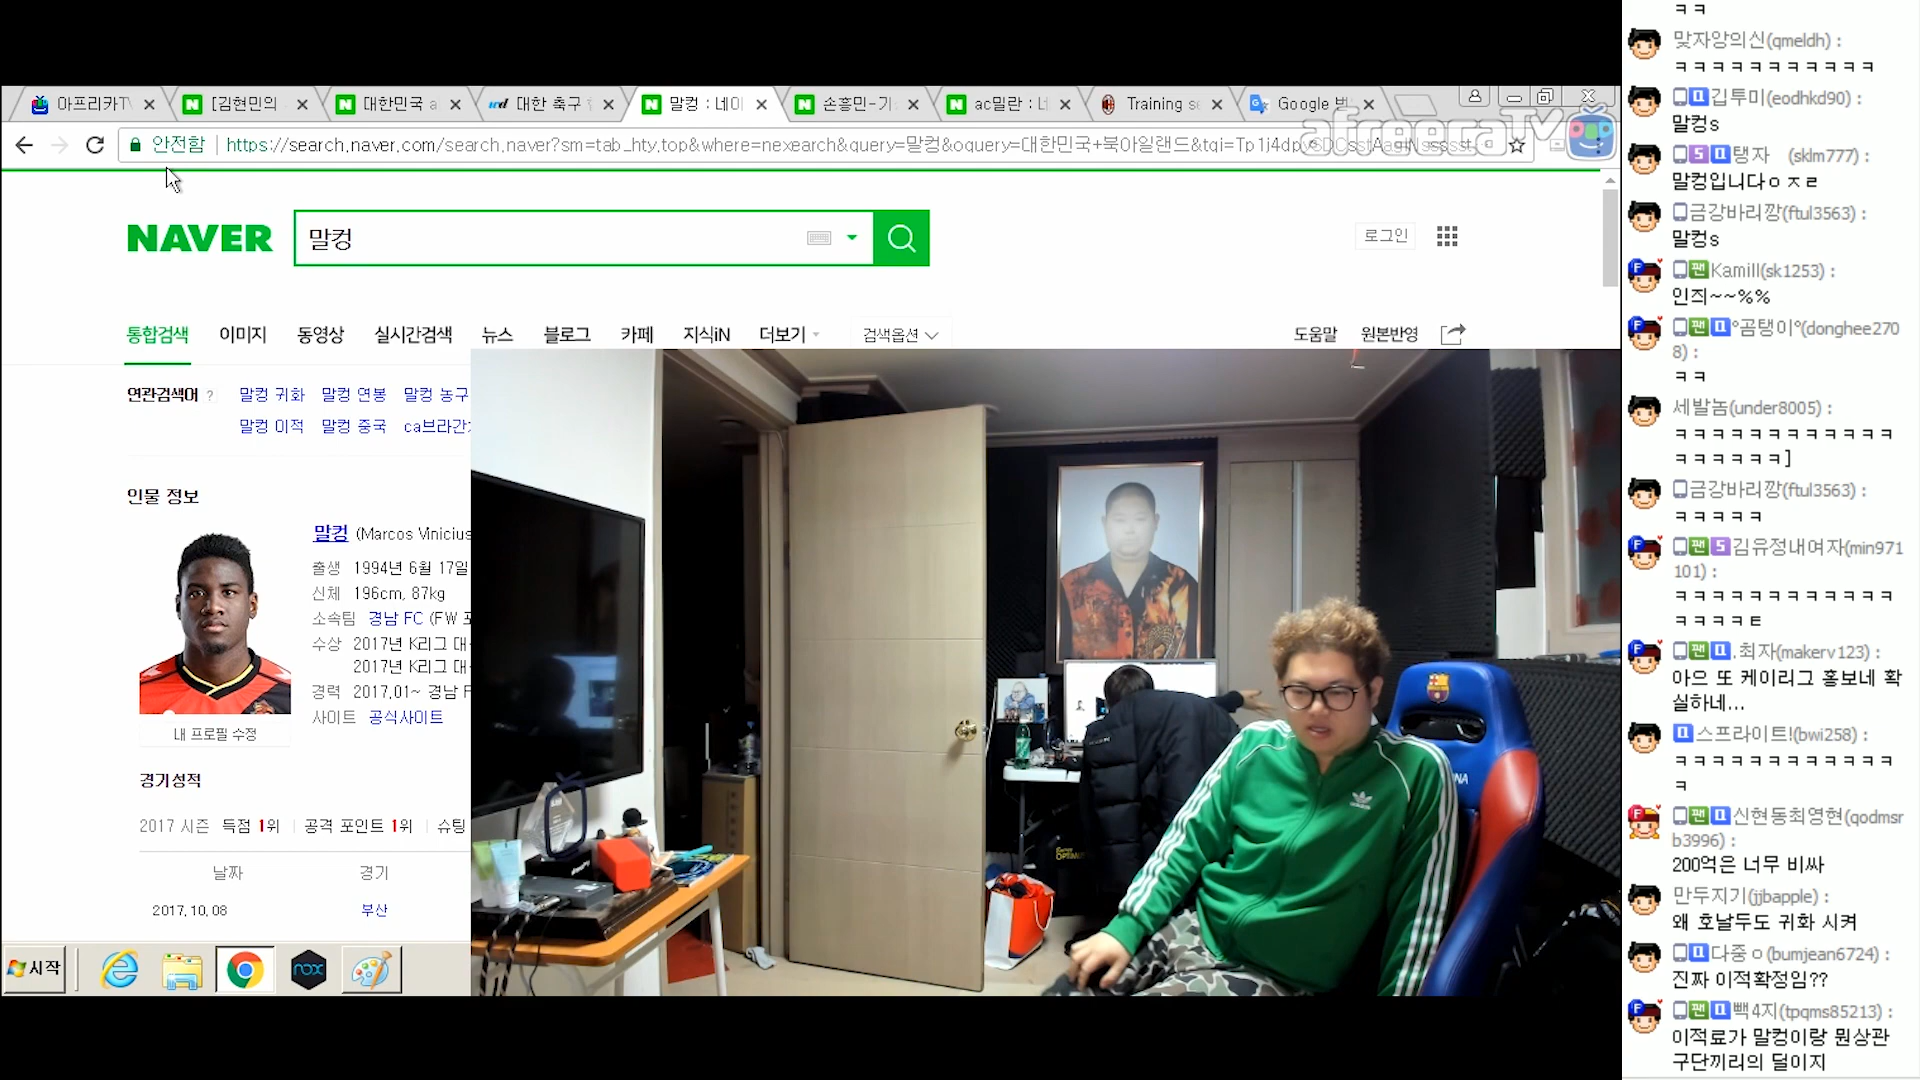 아프리카T
[김현민의
대한민국 a
대한 축구
말컹 : 네이
손흥민-기
ac밀란 : 네
Training se
Google 번
afreecaTV
안전함
https://search.naver.com/search.naver?sm=tab_hty.top&where=nexearch&query=말컹&oquery=대한민국+북아일랜드&tqi=
NAVER
말컹
로그인
통합검색 이미지 동영상 실시간검색 뉴스 블로그 카페 지식iN 더보기 검색옵션
도움말 원본반영
연관검색어 ? 말컹 귀화 말컹 연봉 말컹 농구
말컹 이적 말컹 중국 ca브라간
인물 정보
말컹 (Marcos Vinicius
출생 1994년 6월 17일
신체 196cm, 87kg
소속팀 경남 FC (FW 포
수상 2017년 K리그 대
2017년 K리그 대
경력 2017.01~ 경남 F
사이트 공식사이트
내 프로필 수정
경기성적
2017 시즌 득점 1위 공격 포인트 1위 슈팅
날짜 경기
2017.10.08 부산
시작
nox
adidas
ㅋㅋ
맞자앙의신(qmeldh) :
ㅋㅋㅋㅋㅋㅋㅋㅋㅋㅋㅋ
김투미(eodhkd90) :
말컹s
탱자 (sklm777) :
말컹입니다ㅇㅈㄹ
금강바리깡(ftul3563) :
말컹s
Kamill(sk1253) :
인직~~%%
°곰탱이°(donghee270
8) :
ㅋㅋ
세발놈(under8005) :
ㅋㅋㅋㅋㅋㅋㅋㅋㅋㅋㅋㅋ
ㅋㅋㅋㅋㅋㅋ]
금강바리깡(ftul3563) :
ㅋㅋㅋㅋㅋ
김유정내여자(min971
101) :
ㅋㅋㅋㅋㅋㅋㅋㅋㅋㅋㅋㅋ
ㅋㅋㅋㅋㅌ
.최자(makerv123) :
아으 또 케이리그 홍보네 확
실하네...
스프라이트!(bwi258) :
ㅋㅋㅋㅋㅋㅋㅋㅋㅋㅋㅋㅋ
ㅋ
신현동최영현(qodmsr
b3996) :
200억은 너무 비싸
만두지기(jjbapple) :
왜 호날두도 귀화 시켜
다중ㅇ(bumjean6724) :
진짜 이적확정임??
빽4지(tpqms85213) :
이적료가 말컹이랑 뭔상관
구단끼리의 딜이지